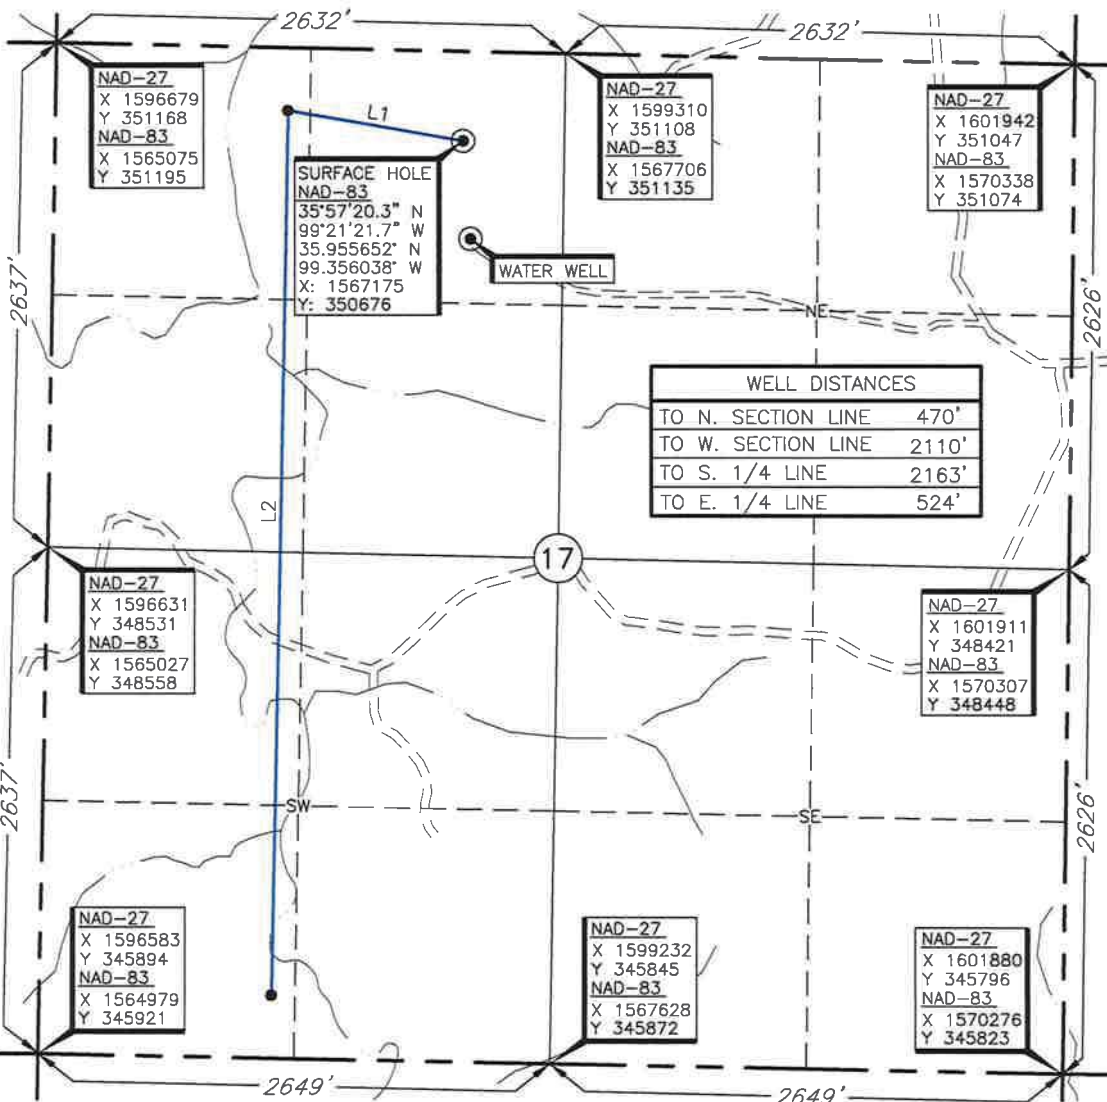 2632'
2632'
NAD-27
X 1596679
Y 351168
NAD-83
X 1565075
Y 351195
L1
NAD-27
X 1599310
Y 351108
NAD-83
X 1567706
Y 351135
NAD-27
X 1601942
Y 351047
NAD-83
X 1570338
Y 351074
SURFACE HOLE
NAD-83
35°57'20.3" N
99°21'21.7" W
35.955652° N
99.356038° W
X: 1567175
Y: 350676
WATER WELL
2637'
NE
2626'
WELL DISTANCES
TO N. SECTION LINE 470'
TO W. SECTION LINE 2110'
TO S. 1/4 LINE 2163'
TO E. 1/4 LINE 524'
L2
17
NAD-27
X 1596631
Y 348531
NAD-83
X 1565027
Y 348558
NAD-27
X 1601911
Y 348421
NAD-83
X 1570307
Y 348448
2637'
SW
SE
2626'
NAD-27
X 1596583
Y 345894
NAD-83
X 1564979
Y 345921
NAD-27
X 1599232
Y 345845
NAD-83
X 1567628
Y 345872
NAD-27
X 1601880
Y 345796
NAD-83
X 1570276
Y 345823
2649'
2649'